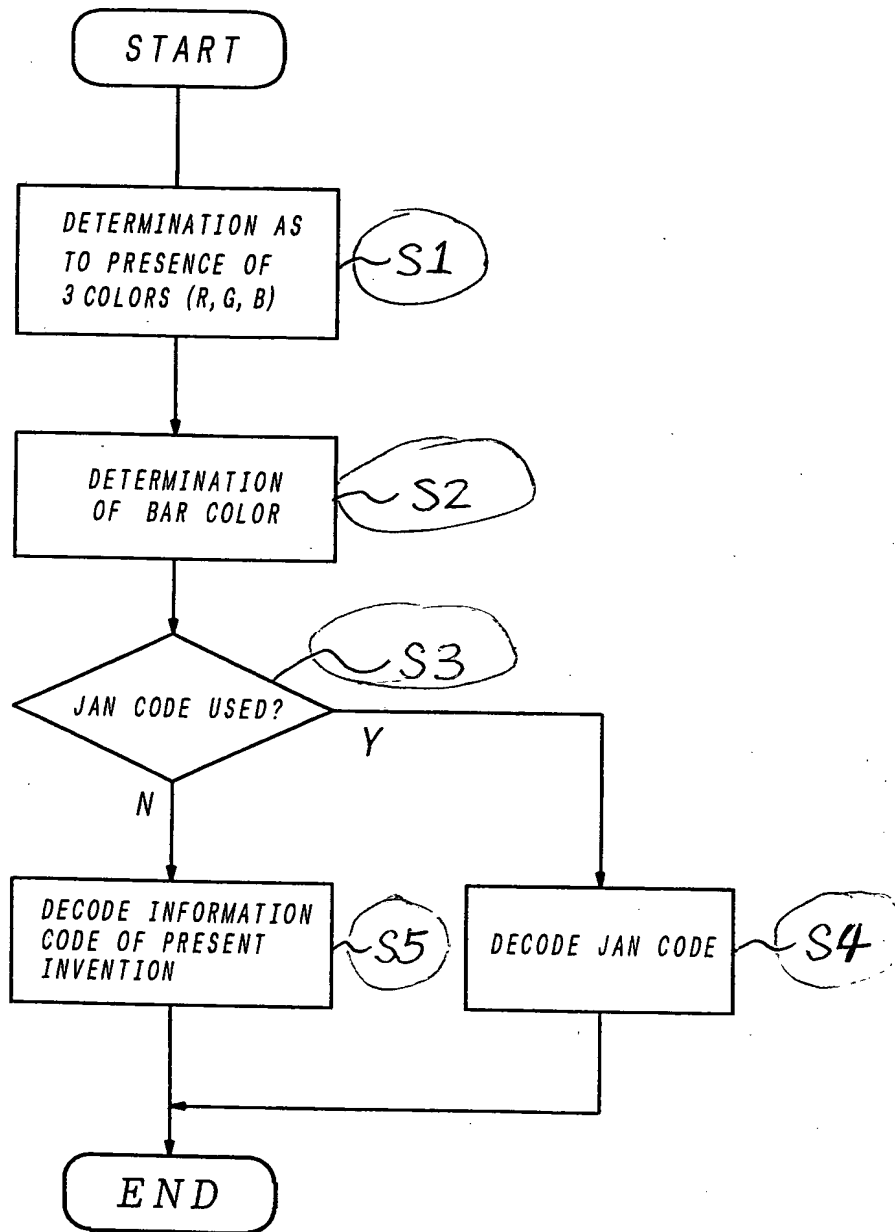 START
DETERMINATION AS
TO PRESENCE OF
3 COLORS (R, G, B)
S1
DETERMINATION
OF BAR COLOR
S2
JAN CODE USED?
S3
Y
N
DECODE INFORMATION
CODE OF PRESENT
INVENTION
S5
DECODE JAN CODE
S4
END